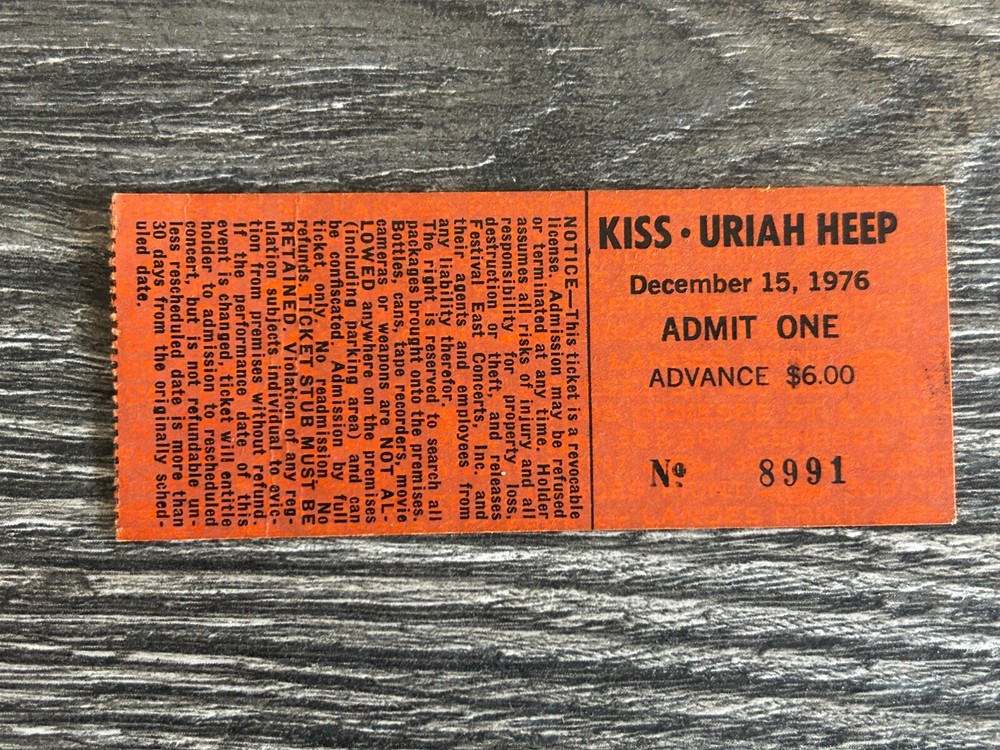 KISS • URIAH HEEP
December 15, 1976
ADMIT ONE
ADVANCE $6.00
Nº 8991
NOTICE—This ticket is a revocable
license. Admission may be refused
or terminated at any time. Holder
assumes all risks of injury and all
responsibility for property loss,
destruction or theft, and releases
Festival East Concerts, Inc. and
their agents and employees from
any liability therefor.
The right is reserved to search all
packages brought onto the premises.
Bottles, cans, tape recorders, movie
cameras or weapons are NOT AL-
LOWED anywhere on the premises
(including parking area) and can
be confiscated. Admission by full
ticket only. No readmission. No
refunds. TICKET STUB MUST BE
RETAINED. Violation of any reg-
ulation subjects individual to evic-
tion from premises without refund.
If the performance date of this
event is changed, ticket will entitle
holder to admission to rescheduled
concert, but is not refundable un-
less rescheduled date is more than
30 days from the originally sched-
uled date.